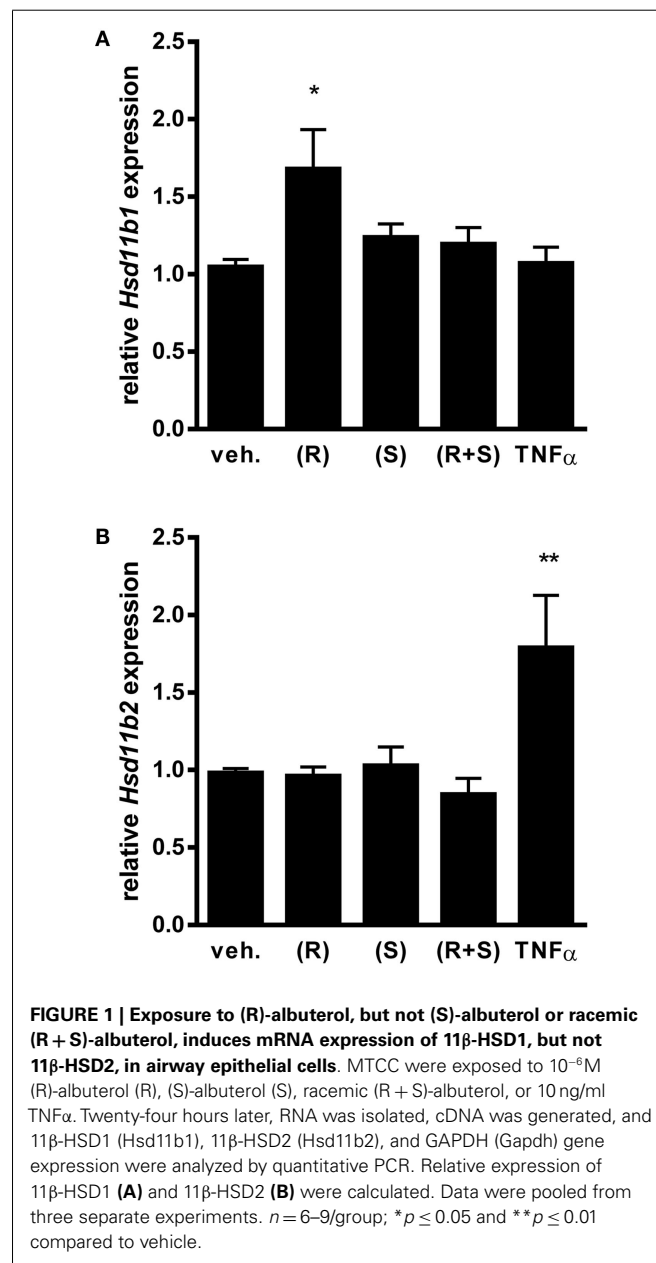 A
2.5
*
2.0
1.5
1.0
0.5
0.0
relative Hsd11b1 expression
veh. (R) (S) (R+S) TNFα
B
2.5
**
2.0
1.5
1.0
0.5
0.0
relative Hsd11b2 expression
veh. (R) (S) (R+S) TNFα
FIGURE 1 | Exposure to (R)-albuterol, but not (S)-albuterol or racemic
(R + S)-albuterol, induces mRNA expression of 11β-HSD1, but not
11β-HSD2, in airway epithelial cells. MTCC were exposed to 10⁻⁶ M
(R)-albuterol (R), (S)-albuterol (S), racemic (R + S)-albuterol, or 10 ng/ml
TNFα. Twenty-four hours later, RNA was isolated, cDNA was generated, and
11β-HSD1 (Hsd11b1), 11β-HSD2 (Hsd11b2), and GAPDH (Gapdh) gene
expression were analyzed by quantitative PCR. Relative expression of
11β-HSD1 (A) and 11β-HSD2 (B) were calculated. Data were pooled from
three separate experiments. n = 6–9/group; *p ≤ 0.05 and **p ≤ 0.01
compared to vehicle.